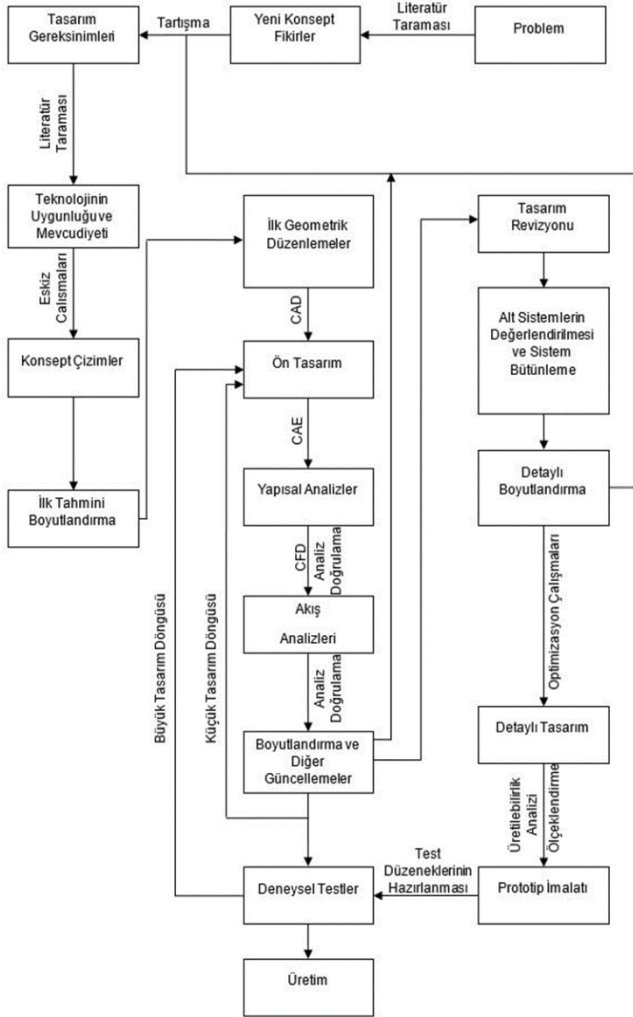 Problem
Literatür
Taraması
Yeni Konsept
Fikirler
Tartışma
Tasarım
Gereksinimleri
Literatür
Taraması
Teknolojinin
Uygunluğu ve
Mevcudiyeti
Eskiz
Calısmaları
Konsept Çizimler
İlk Tahmini
Boyutlandırma
İlk Geometrik
Düzenlemeler
CAD
Ön Tasarım
CAE
Yapısal Analizler
CFD
Analiz
Doğrulama
Akış
Analizleri
Analiz
Doğrulama
Boyutlandırma ve
Diğer
Güncellemeler
Küçük Tasarım Döngüsü
Büyük Tasarım Döngüsü
Tasarım
Revizyonu
Alt Sistemlerin
Değerlendirilmesi
ve Sistem
Bütünleme
Detaylı
Boyutlandırma
Optimizasyon Çalışmaları
Detaylı Tasarım
Üretilebilirlik
Analizi
Ölçeklendirme
Prototip İmalatı
Test
Düzeneklerinin
Hazırlanması
Deneysel Testler
Üretim